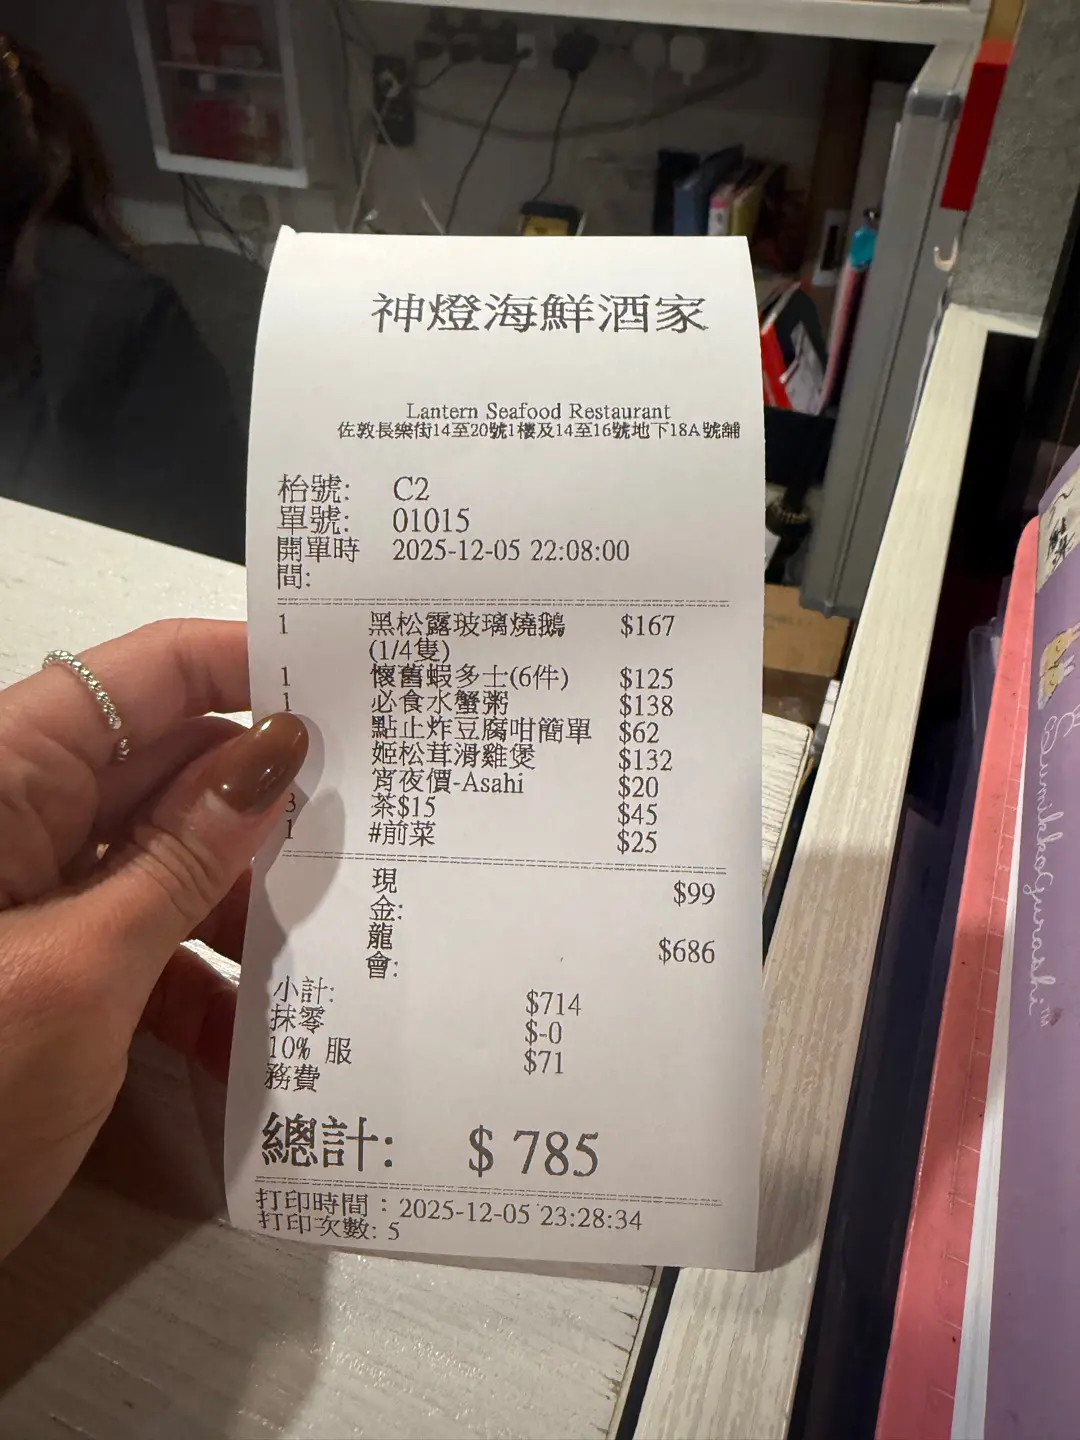 神燈海鮮酒家
Lantern Seafood Restaurant
佐敦長樂街14至20號1樓及14至16號地下18A號舖
枱號: C2
單號: 01015
開單時間: 2025-12-05 22:08:00
1 黑松露玻璃燒鵝 $167
(1/4隻)
1 懷舊蝦多士(6件) $125
1 必食水蟹粥 $138
點止炸豆腐咁簡單 $62
姬松茸滑雞煲 $132
宵夜價-Asahi $20
3 茶$15 $45
1 #前菜 $25
現金: $99
龍會: $686
小計: $714
抹零 $-0
10% 服務費 $71
總計: $ 785
打印時間：2025-12-05 23:28:34
打印次數: 5
Sumikkogurashi™